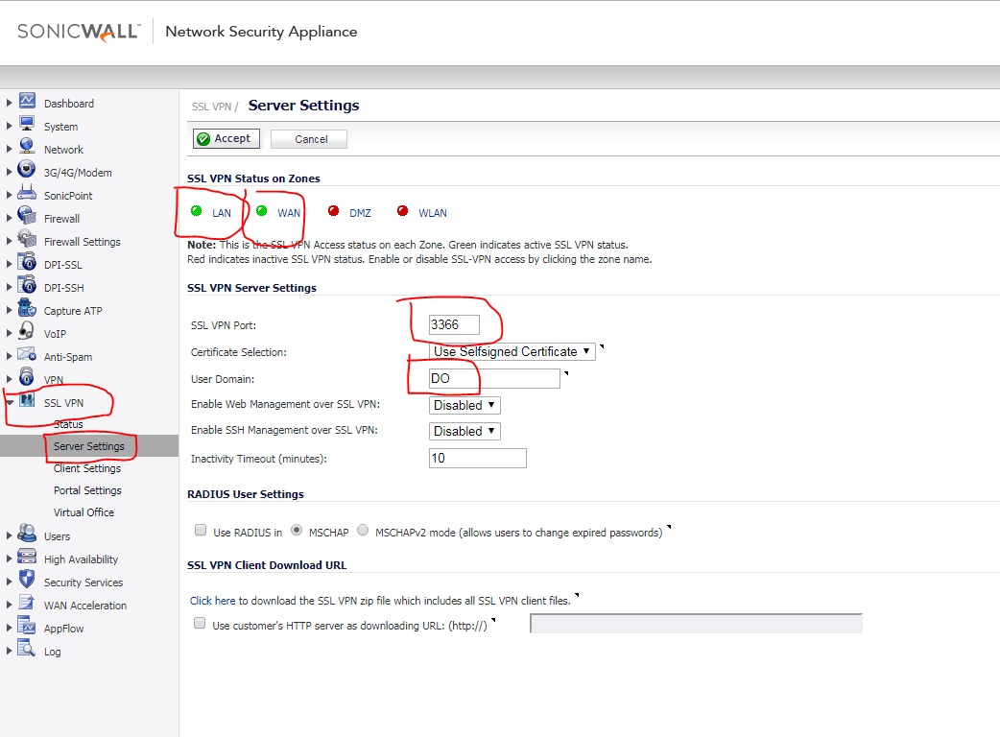 SONICWALL™ Network Security Appliance
Dashboard
System
Network
3G/4G/Modem
SonicPoint
Firewall
Firewall Settings
DPI-SSL
DPI-SSH
Capture ATP
VoIP
Anti-Spam
VPN
SSL VPN
Status
Server Settings
Client Settings
Portal Settings
Virtual Office
Users
High Availability
Security Services
WAN Acceleration
AppFlow
Log
SSL VPN / Server Settings
Accept Cancel
SSL VPN Status on Zones
LAN WAN DMZ WLAN
Note: This is the SSL VPN Access status on each Zone. Green indicates active SSL VPN status.
Red indicates inactive SSL VPN status. Enable or disable SSL-VPN access by clicking the zone name.
SSL VPN Server Settings
SSL VPN Port: 3366
Certificate Selection: Use Selfsigned Certificate
User Domain: DO
Enable Web Management over SSL VPN: Disabled
Enable SSH Management over SSL VPN: Disabled
Inactivity Timeout (minutes): 10
RADIUS User Settings
Use RADIUS in MSCHAP MSCHAPv2 mode (allows users to change expired passwords)
SSL VPN Client Download URL
Click here to download the SSL VPN zip file which includes all SSL VPN client files.
Use customer's HTTP server as downloading URL: (http://)